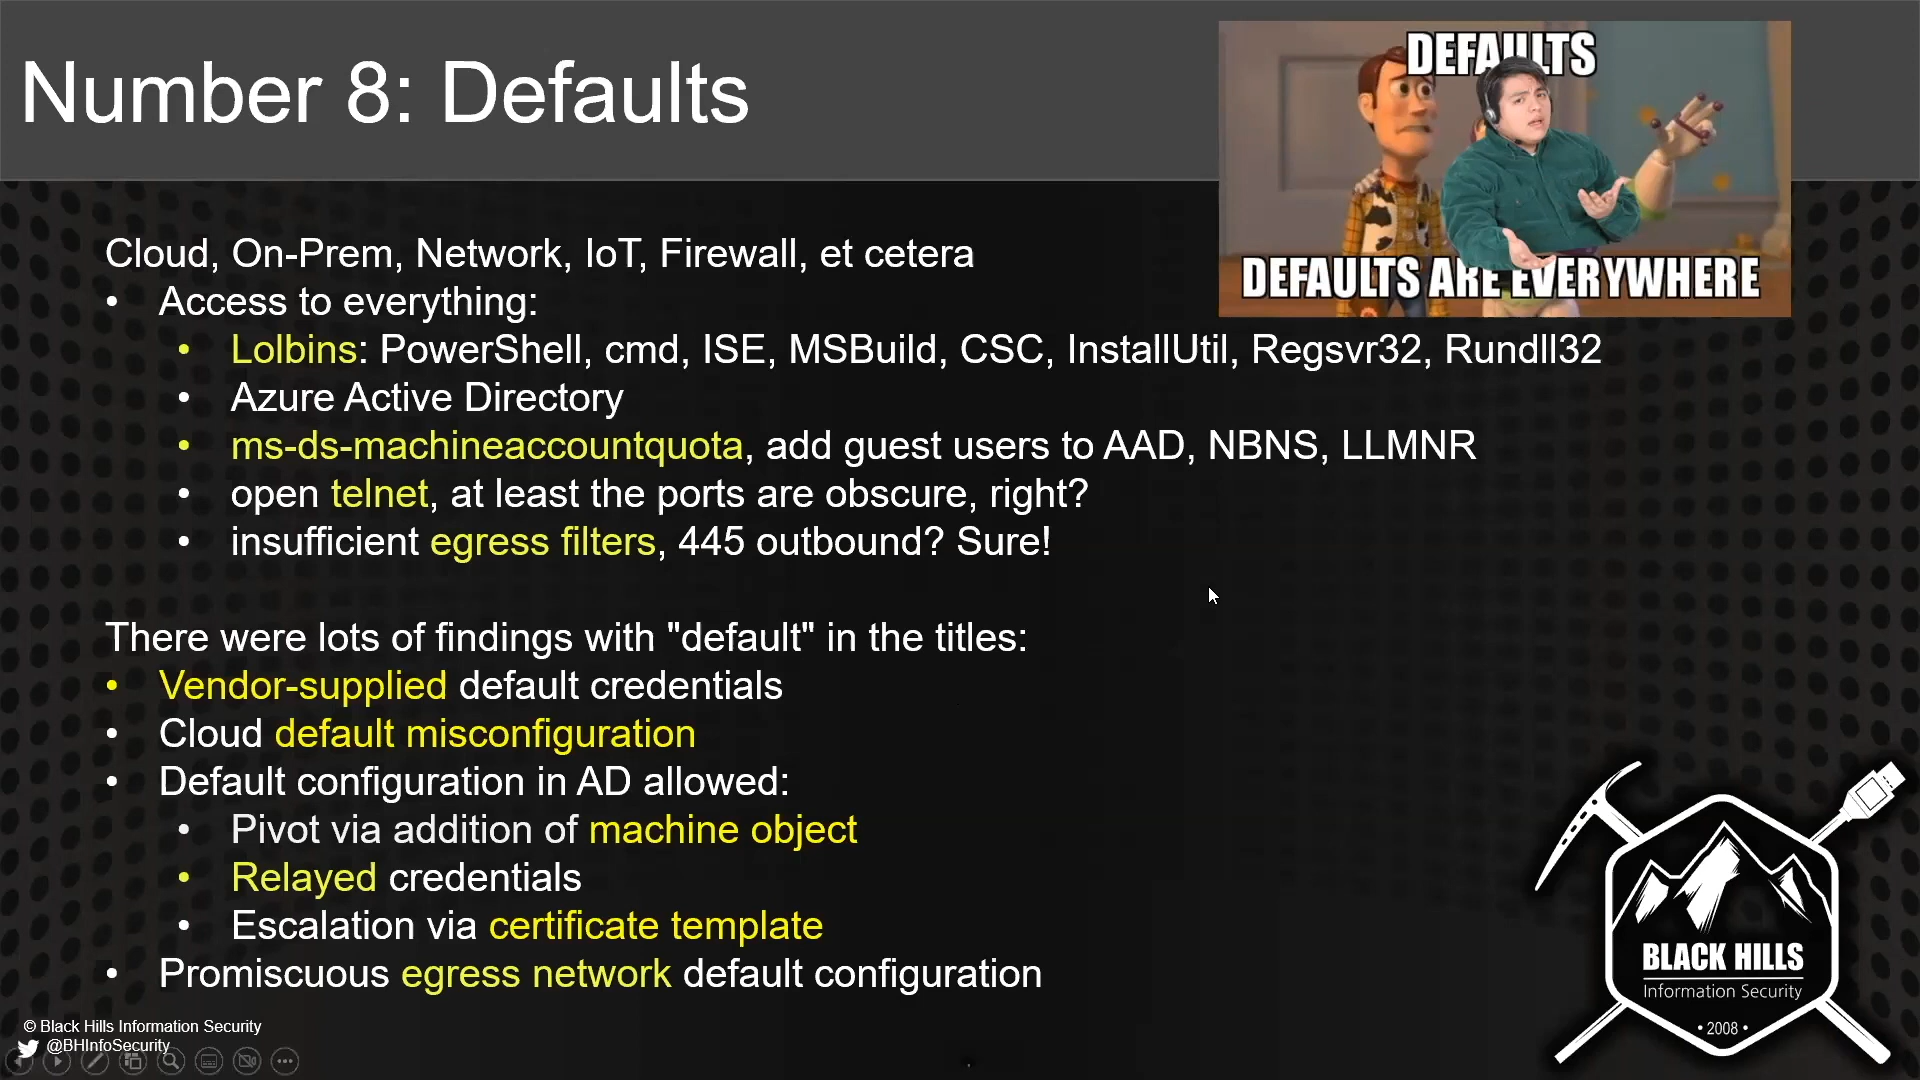 Number 8: Defaults
DEFAULTS
DEFAULTS ARE EVERYWHERE
Cloud, On-Prem, Network, IoT, Firewall, et cetera
• Access to everything:
• Lolbins: PowerShell, cmd, ISE, MSBuild, CSC, InstallUtil, Regsvr32, Rundll32
• Azure Active Directory
• ms-ds-machineaccountquota, add guest users to AAD, NBNS, LLMNR
• open telnet, at least the ports are obscure, right?
• insufficient egress filters, 445 outbound? Sure!
There were lots of findings with "default" in the titles:
• Vendor-supplied default credentials
• Cloud default misconfiguration
• Default configuration in AD allowed:
• Pivot via addition of machine object
• Relayed credentials
• Escalation via certificate template
• Promiscuous egress network default configuration
BLACK HILLS
Information Security
• 2008 •
© Black Hills Information Security
@BHInfoSecurity